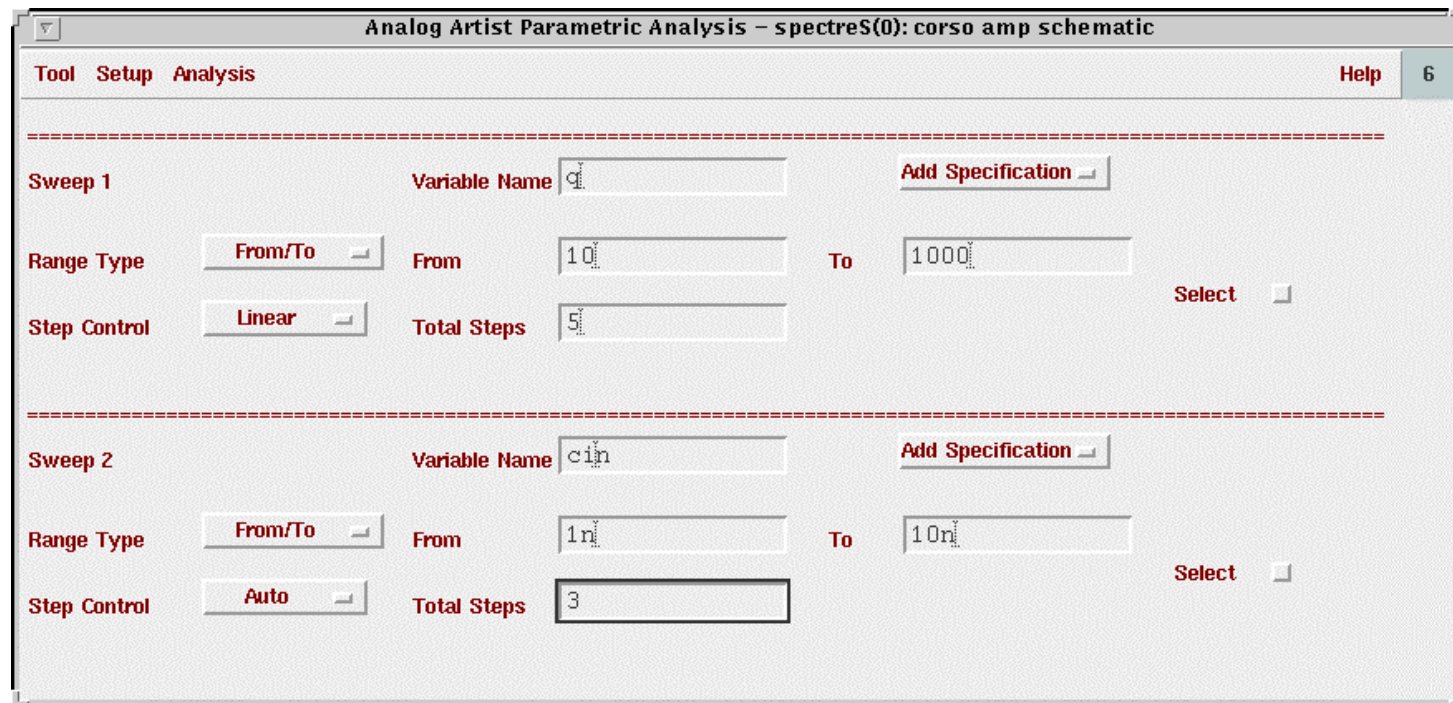 Analog Artist Parametric Analysis – spectreS(0): corso amp schematic
Tool Setup Analysis Help 6
=====================================================================================================================
Sweep 1 Variable Name q Add Specification
Range Type From/To From 10 To 1000
Select
Step Control Linear Total Steps 5
=====================================================================================================================
Sweep 2 Variable Name cin Add Specification
Range Type From/To From 1n To 10n
Select
Step Control Auto Total Steps 3